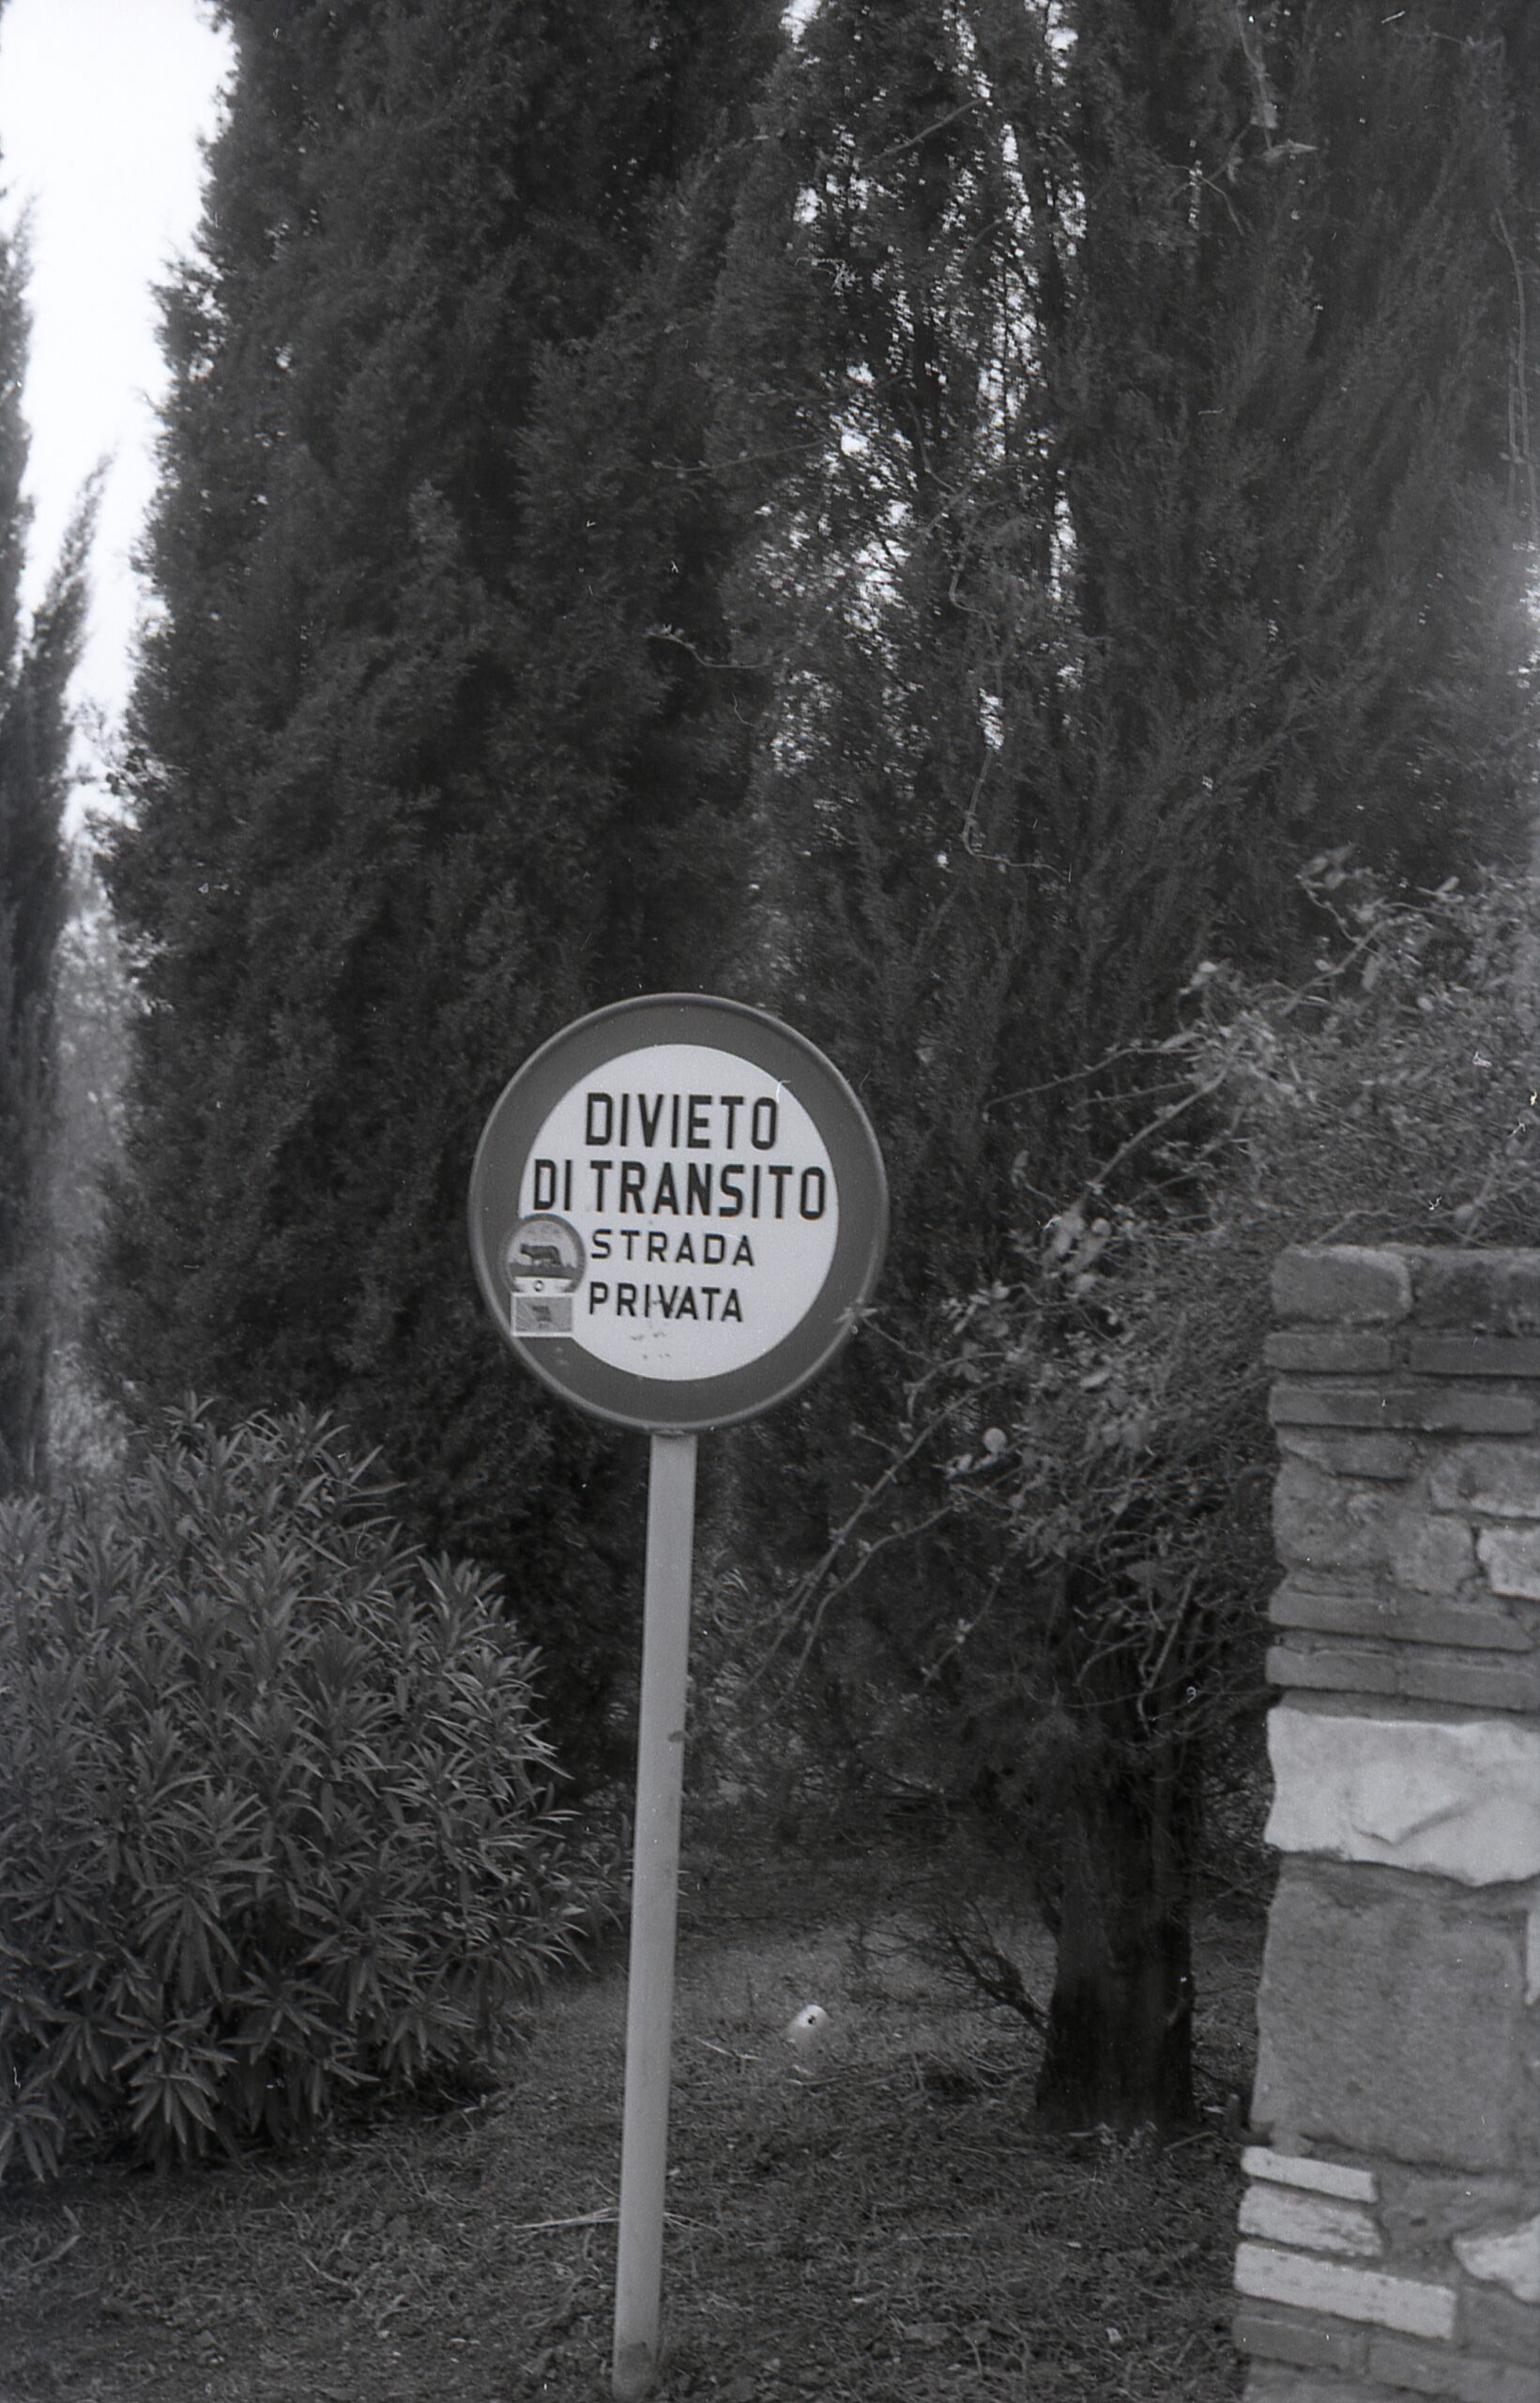 DIVIETO
DI TRANSITO
STRADA
PRIVATA